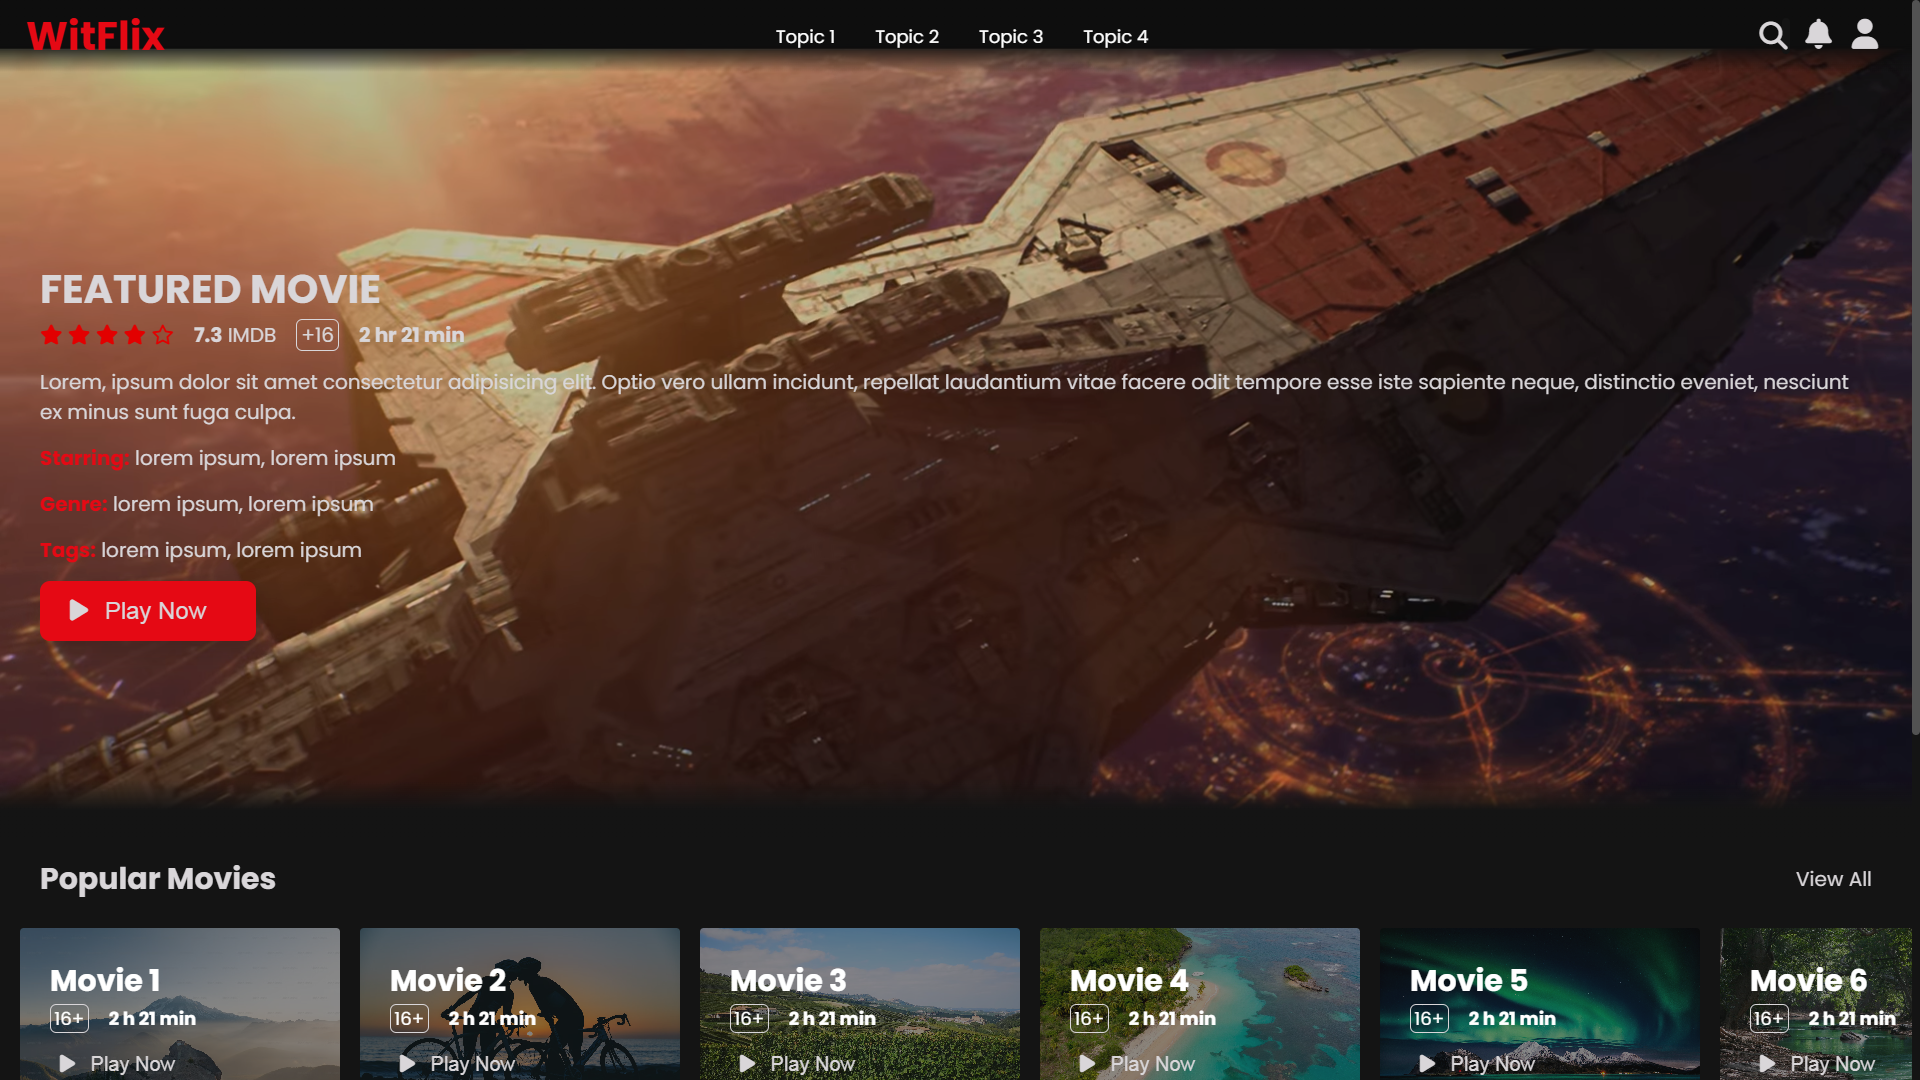 WitFlix
Topic 1 Topic 2 Topic 3 Topic 4
FEATURED MOVIE
7.3 IMDB +16 2 hr 21 min
Lorem, ipsum dolor sit amet consectetur adipisicing elit. Optio vero ullam incidunt, repellat laudantium vitae facere odit tempore esse iste sapiente neque, distinctio eveniet, nesciunt
ex minus sunt fuga culpa.
Starring: lorem ipsum, lorem ipsum
Genre: lorem ipsum, lorem ipsum
Tags: lorem ipsum, lorem ipsum
Play Now
Popular Movies
View All
Movie 1
16+ 2 h 21 min
Play Now
Movie 2
16+ 2 h 21 min
Play Now
Movie 3
16+ 2 h 21 min
Play Now
Movie 4
16+ 2 h 21 min
Play Now
Movie 5
16+ 2 h 21 min
Play Now
Movie 6
16+ 2 h 21 min
Play Now